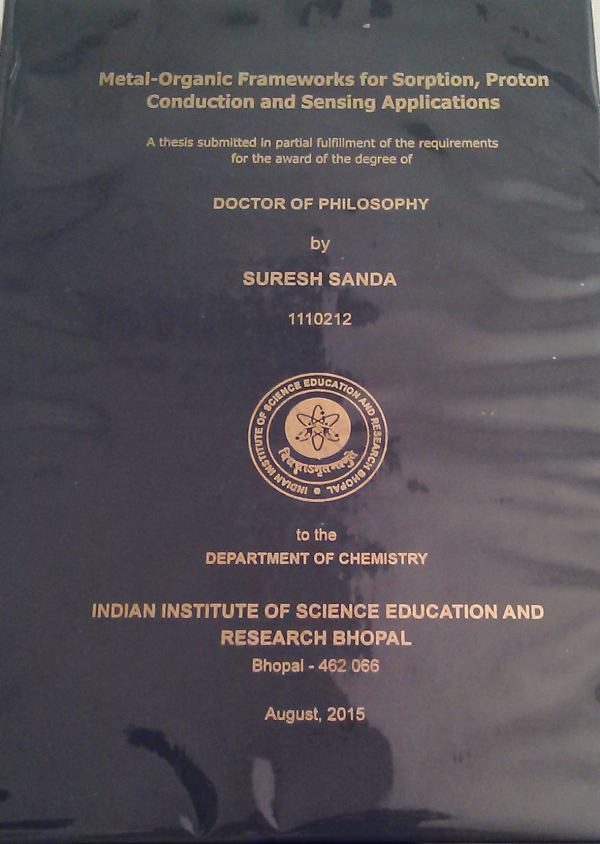 Metal-Organic Frameworks for Sorption, Proton
Conduction and Sensing Applications
A thesis submitted in partial fulfillment of the requirements
for the award of the degree of
DOCTOR OF PHILOSOPHY
by
SURESH SANDA
1110212
INDIAN INSTITUTE OF SCIENCE EDUCATION AND RESEARCH BHOPAL
विद्ययाऽमृतमश्नुते
to the
DEPARTMENT OF CHEMISTRY
INDIAN INSTITUTE OF SCIENCE EDUCATION AND
RESEARCH BHOPAL
Bhopal - 462 066
August, 2015